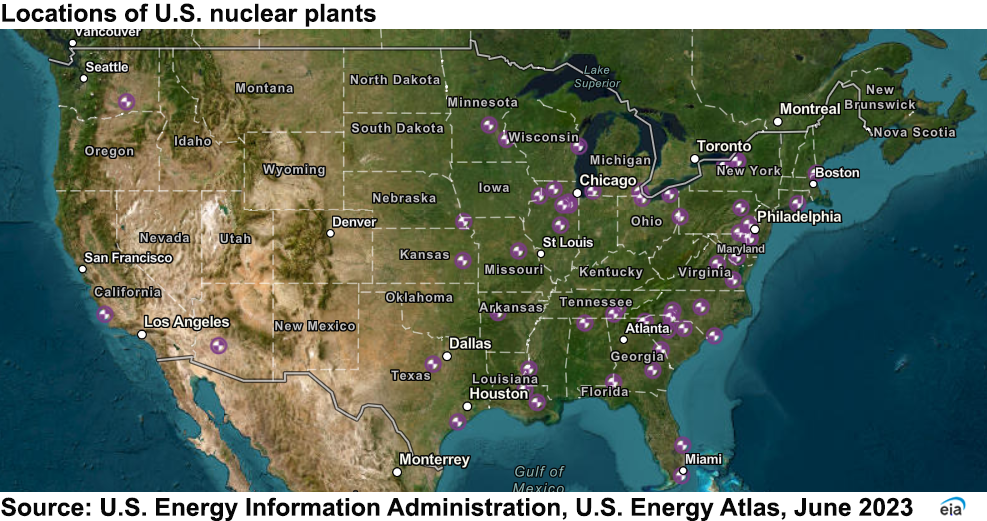 Locations of U.S. nuclear plants
Vancouver
Seattle
Lake
Superior
North Dakota
Montana
Minnesota
New
Brunswick
Montreal
South Dakota
Nova Scotia
Wisconsin
Idaho
Oregon
Toronto
Michigan
Wyoming
New York
Boston
Chicago
Iowa
Nebraska
Philadelphia
Ohio
Denver
Nevada
Utah
St Louis
Maryland
San Francisco
Kansas
Missouri
Kentucky
Virginia
California
Oklahoma
Tennessee
Arkansas
Los Angeles
New Mexico
Atlanta
Dallas
Georgia
Texas
Louisiana
Houston
Florida
Monterrey
Miami
Gulf of
Mexico
Source: U.S. Energy Information Administration, U.S. Energy Atlas, June 2023
eia